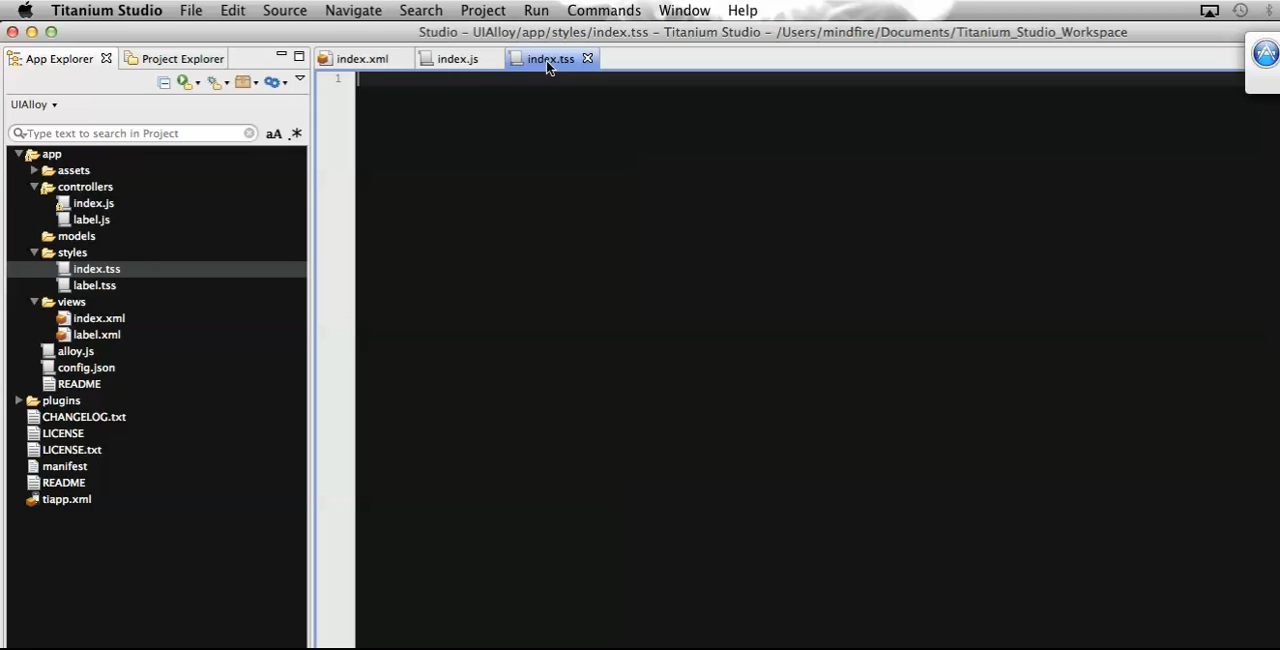 Titanium Studio File Edit Source Navigate Search Project Run Commands Window Help
Studio – UIAlloy/app/styles/index.tss – Titanium Studio – /Users/mindfire/Documents/Titanium_Studio_Workspace
App Explorer Project Explorer index.xml index.js index.tss
1
UIAlloy
Type text to search in Project aA .*
app
assets
controllers
index.js
label.js
models
styles
index.tss
label.tss
views
index.xml
label.xml
alloy.js
config.json
README
plugins
CHANGELOG.txt
LICENSE
LICENSE.txt
manifest
README
tiapp.xml